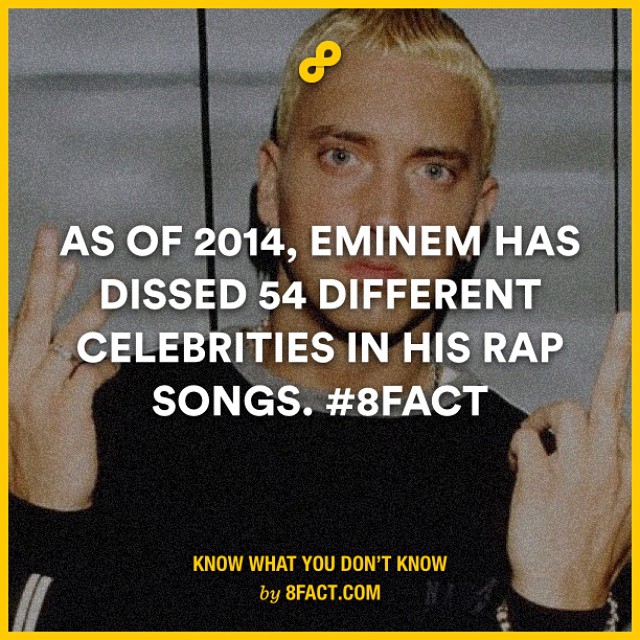 AS OF 2014, EMINEM HAS
DISSED 54 DIFFERENT
CELEBRITIES IN HIS RAP
SONGS. #8FACT
KNOW WHAT YOU DON'T KNOW
by 8FACT.COM